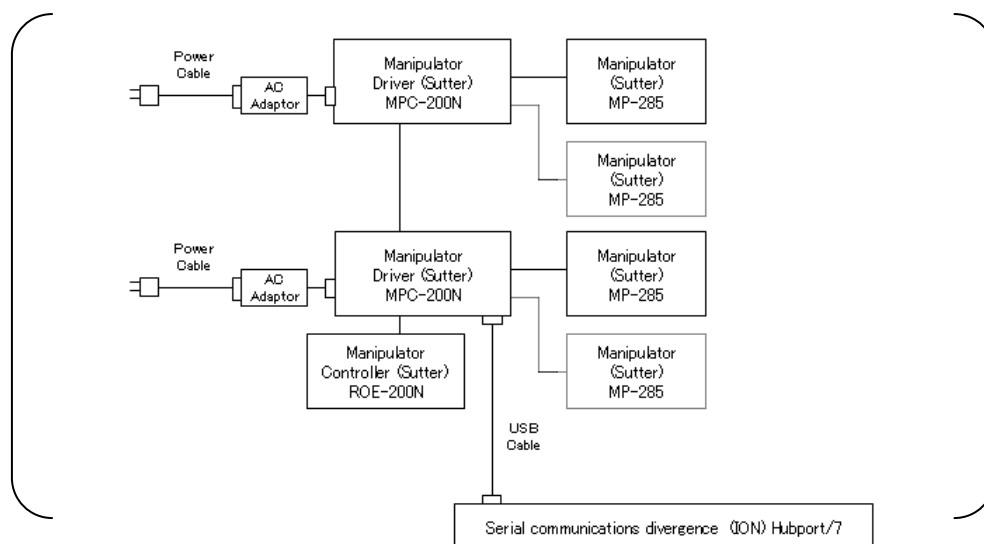 Power
Cable
AC
Adaptor
Manipulator
Driver (Sutter)
MPC-200N
Manipulator
(Sutter)
MP-285
Manipulator
(Sutter)
MP-285
Power
Cable
AC
Adaptor
Manipulator
Driver (Sutter)
MPC-200N
Manipulator
(Sutter)
MP-285
Manipulator
Controller (Sutter)
ROE-200N
Manipulator
(Sutter)
MP-285
USB
Cable
Serial communications divergence (ION) Hubport/7